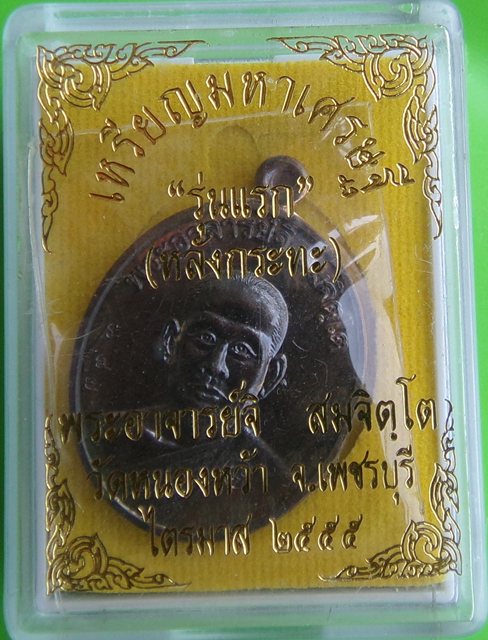 เหรียญมหาเศรษฐี
"รุ่นแรก"
(หลังกระทะ)
พระอาจารย์จิ สมจิตฺโต
วัดหนองหว้า จ.เพชรบุรี
ไตรมาส ๒๕๕๕